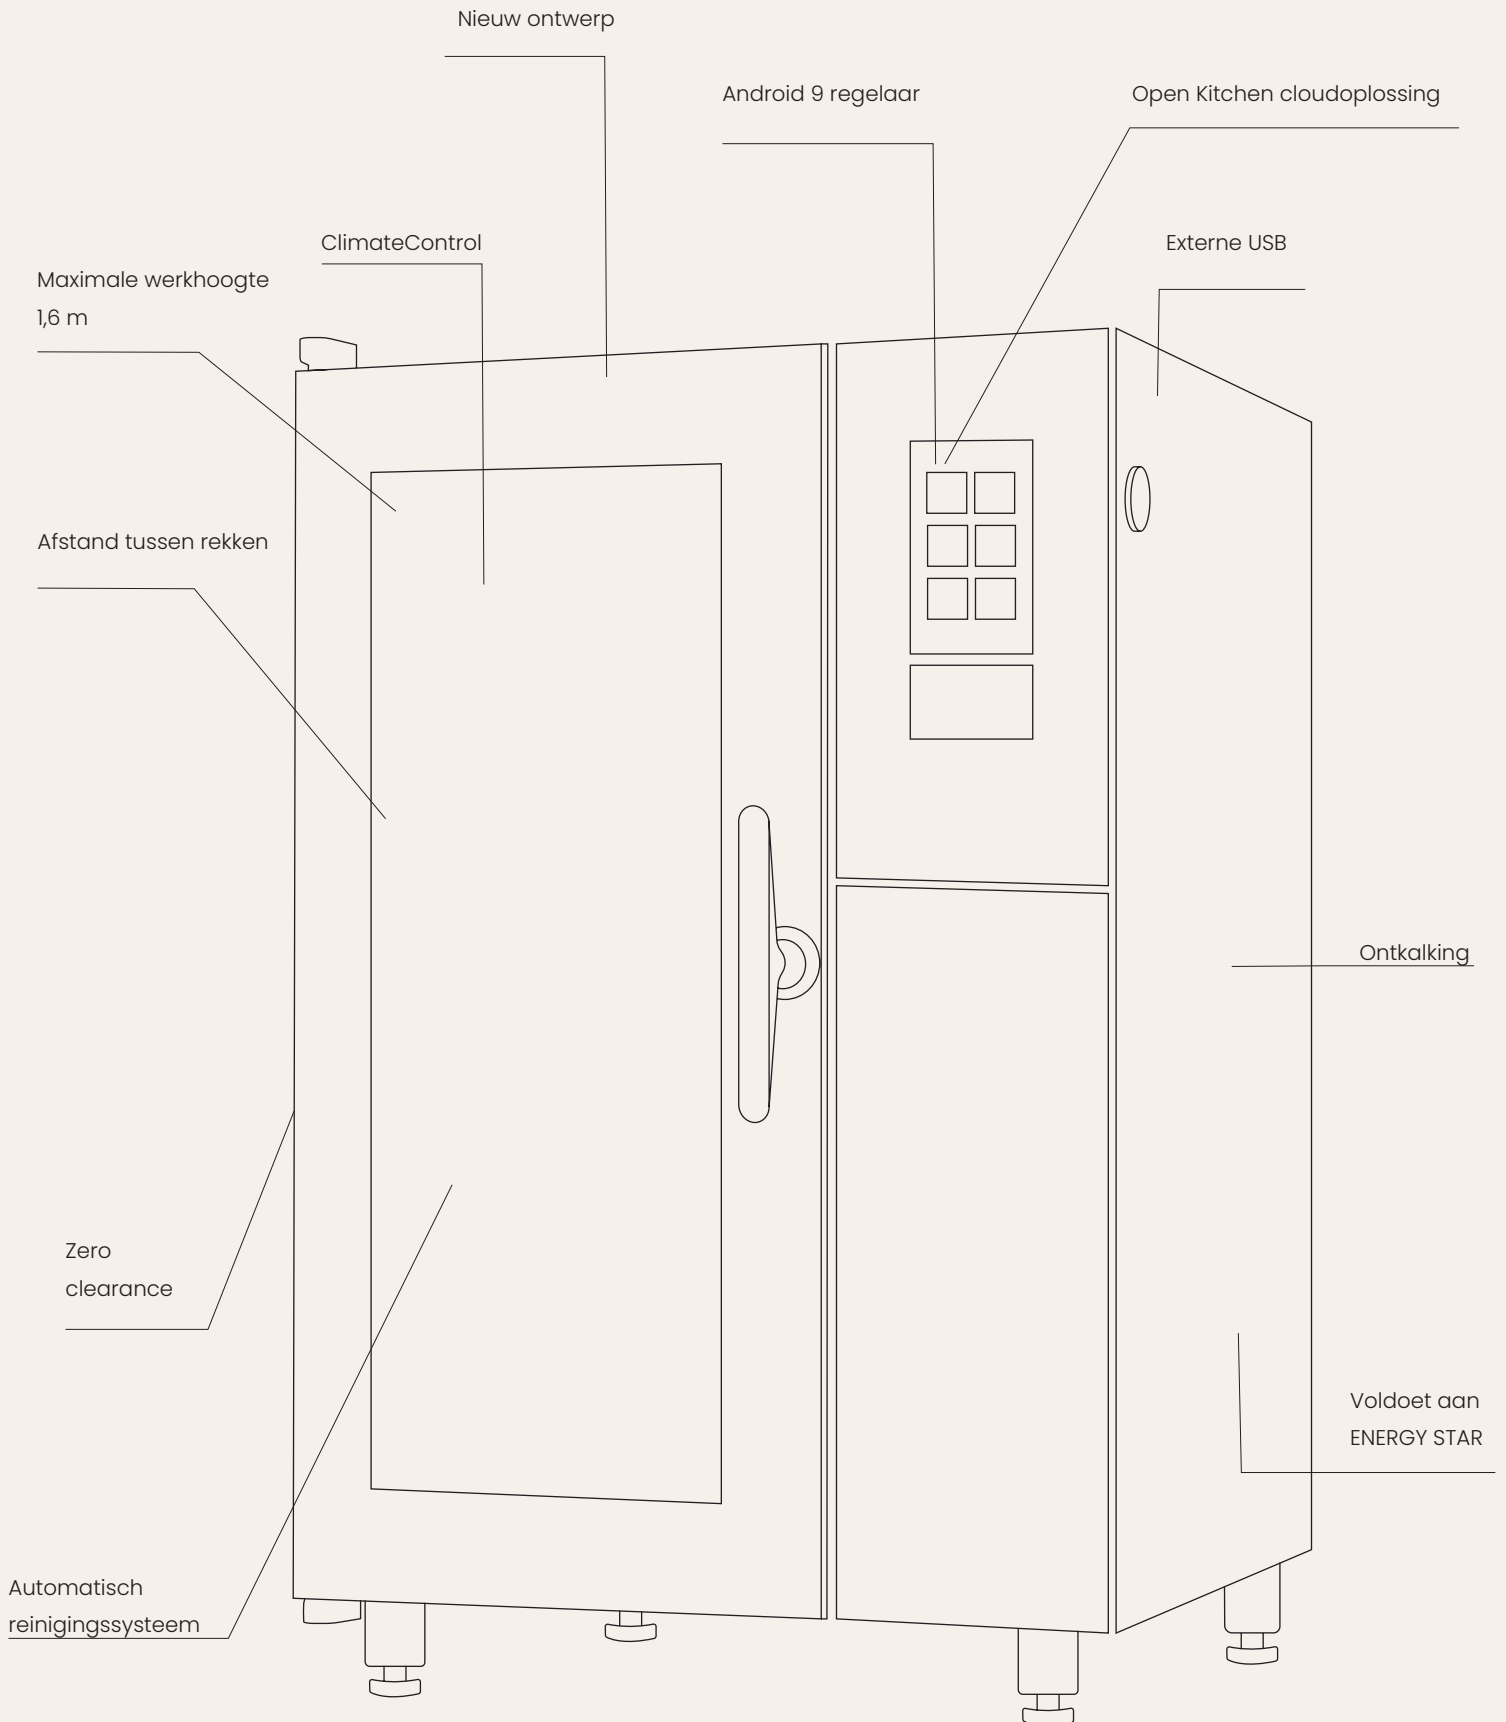 Nieuw ontwerp
Android 9 regelaar
Open Kitchen cloudoplossing
ClimateControl
Externe USB
Maximale werkhoogte
1,6 m
Afstand tussen rekken
Ontkalking
Zero
clearance
Voldoet aan
ENERGY STAR
Automatisch
reinigingssysteem